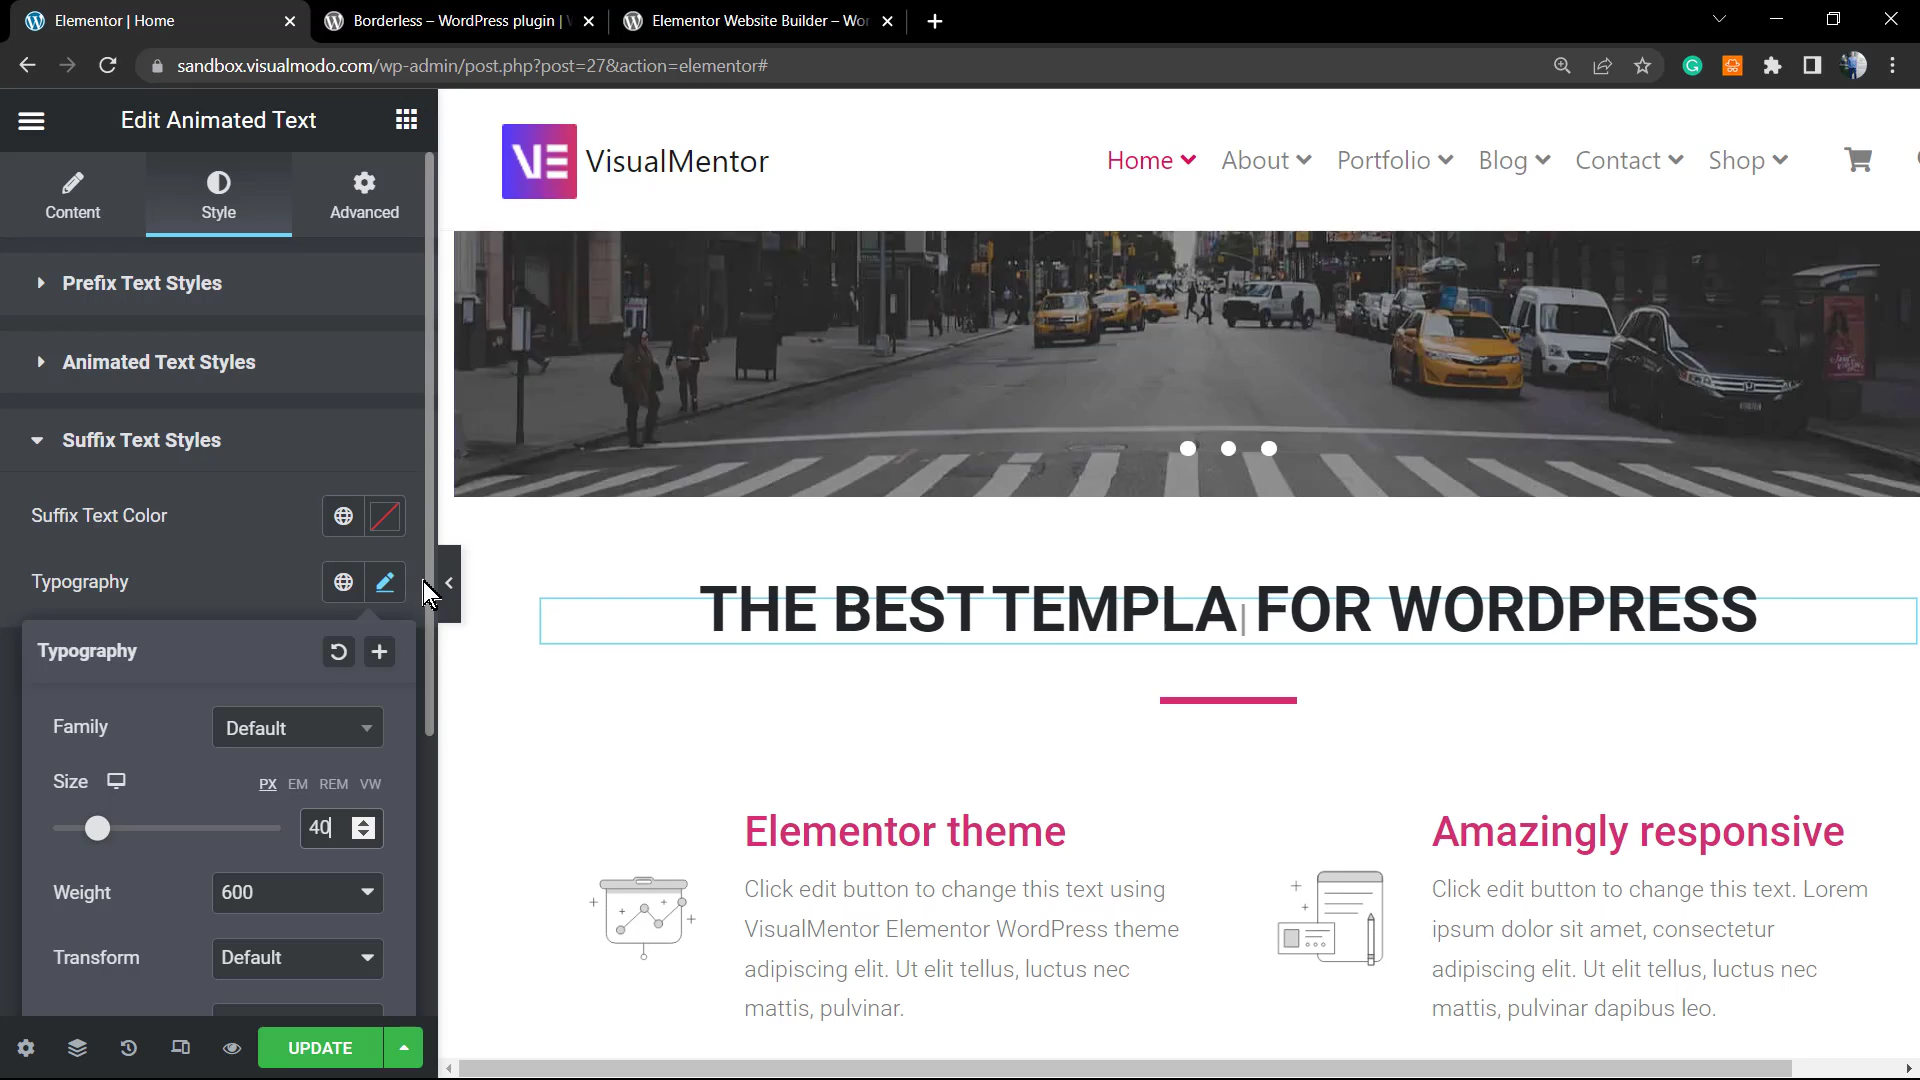 Elementor | Home
Borderless – WordPress plugin |
Elementor Website Builder – Wor
sandbox.visualmodo.com/wp-admin/post.php?post=27&action=elementor#
Edit Animated Text
Content
Style
Advanced
Prefix Text Styles
Animated Text Styles
Suffix Text Styles
Suffix Text Color
Typography
Typography
Family
Default
Size
PX EM REM VW
40
Weight
600
Transform
Default
UPDATE
VE
VisualMentor
Home
About
Portfolio
Blog
Contact
Shop
THE BEST TEMPLA| FOR WORDPRESS
Elementor theme
Click edit button to change this text using
VisualMentor Elementor WordPress theme
adipiscing elit. Ut elit tellus, luctus nec
mattis, pulvinar.
Amazingly responsive
Click edit button to change this text. Lorem
ipsum dolor sit amet, consectetur
adipiscing elit. Ut elit tellus, luctus nec
mattis, pulvinar dapibus leo.